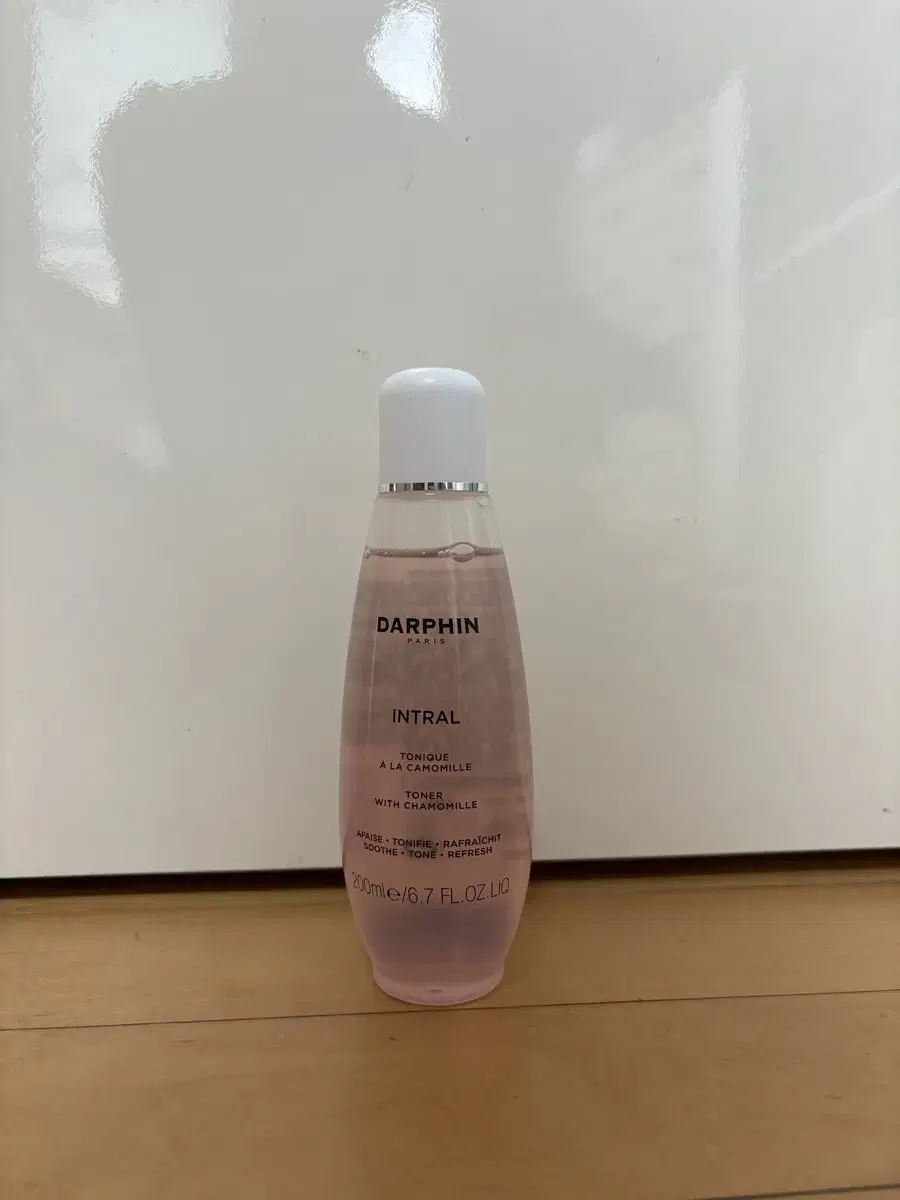 DARPHIN
PARIS
INTRAL
TONIQUE
À LA CAMOMILLE
TONER
WITH CHAMOMILLE
APAISE • TONIFIE • RAFRAÎCHIT
SOOTHE • TONE • REFRESH
200ml℮/6.7 FL.OZ.LIQ.